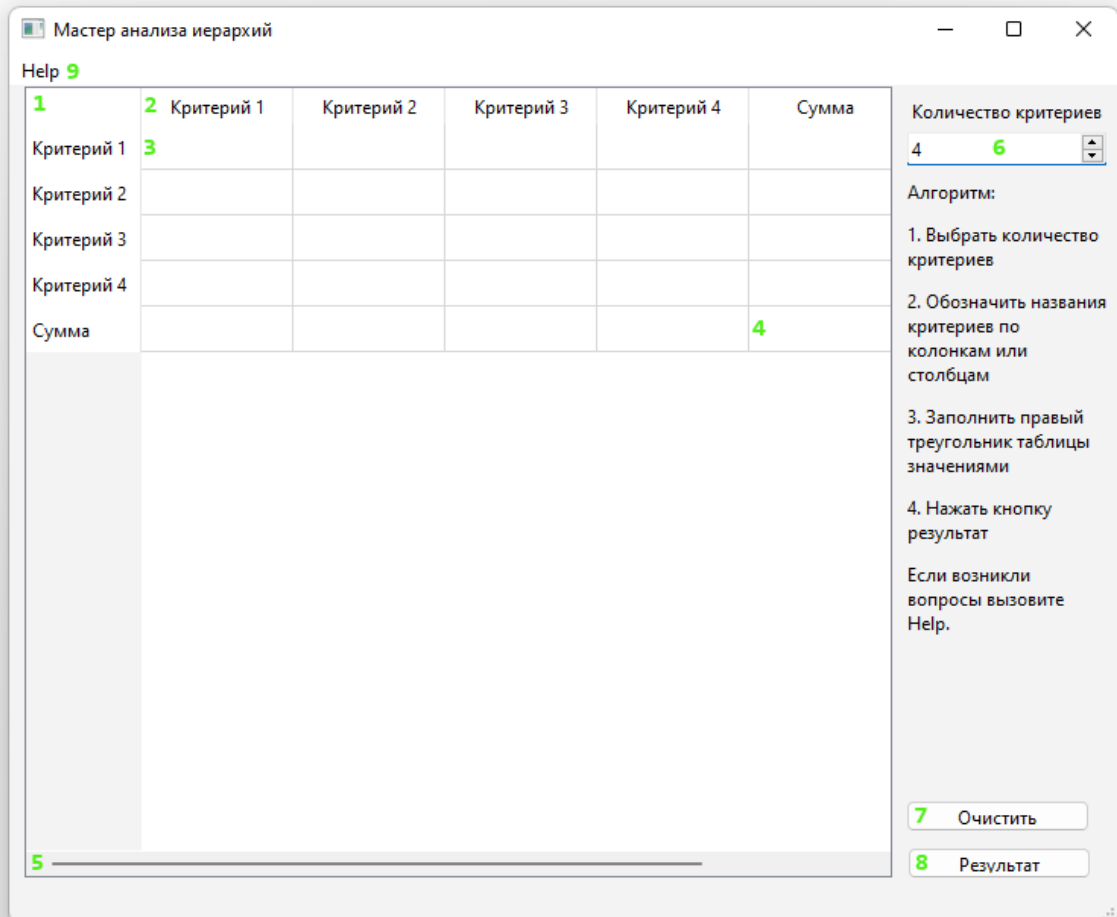 Мастер анализа иерархий
Help 9
1 2 Критерий 1 Критерий 2 Критерий 3 Критерий 4 Сумма
Критерий 1 3
Критерий 2
Критерий 3
Критерий 4
Сумма 4
5
Количество критериев
4 6
Алгоритм:
1. Выбрать количество
критериев
2. Обозначить названия
критериев по
колонкам или
столбцам
3. Заполнить правый
треугольник таблицы
значениями
4. Нажать кнопку
результат
Если возникли
вопросы вызовите
Help.
7 Очистить
8 Результат